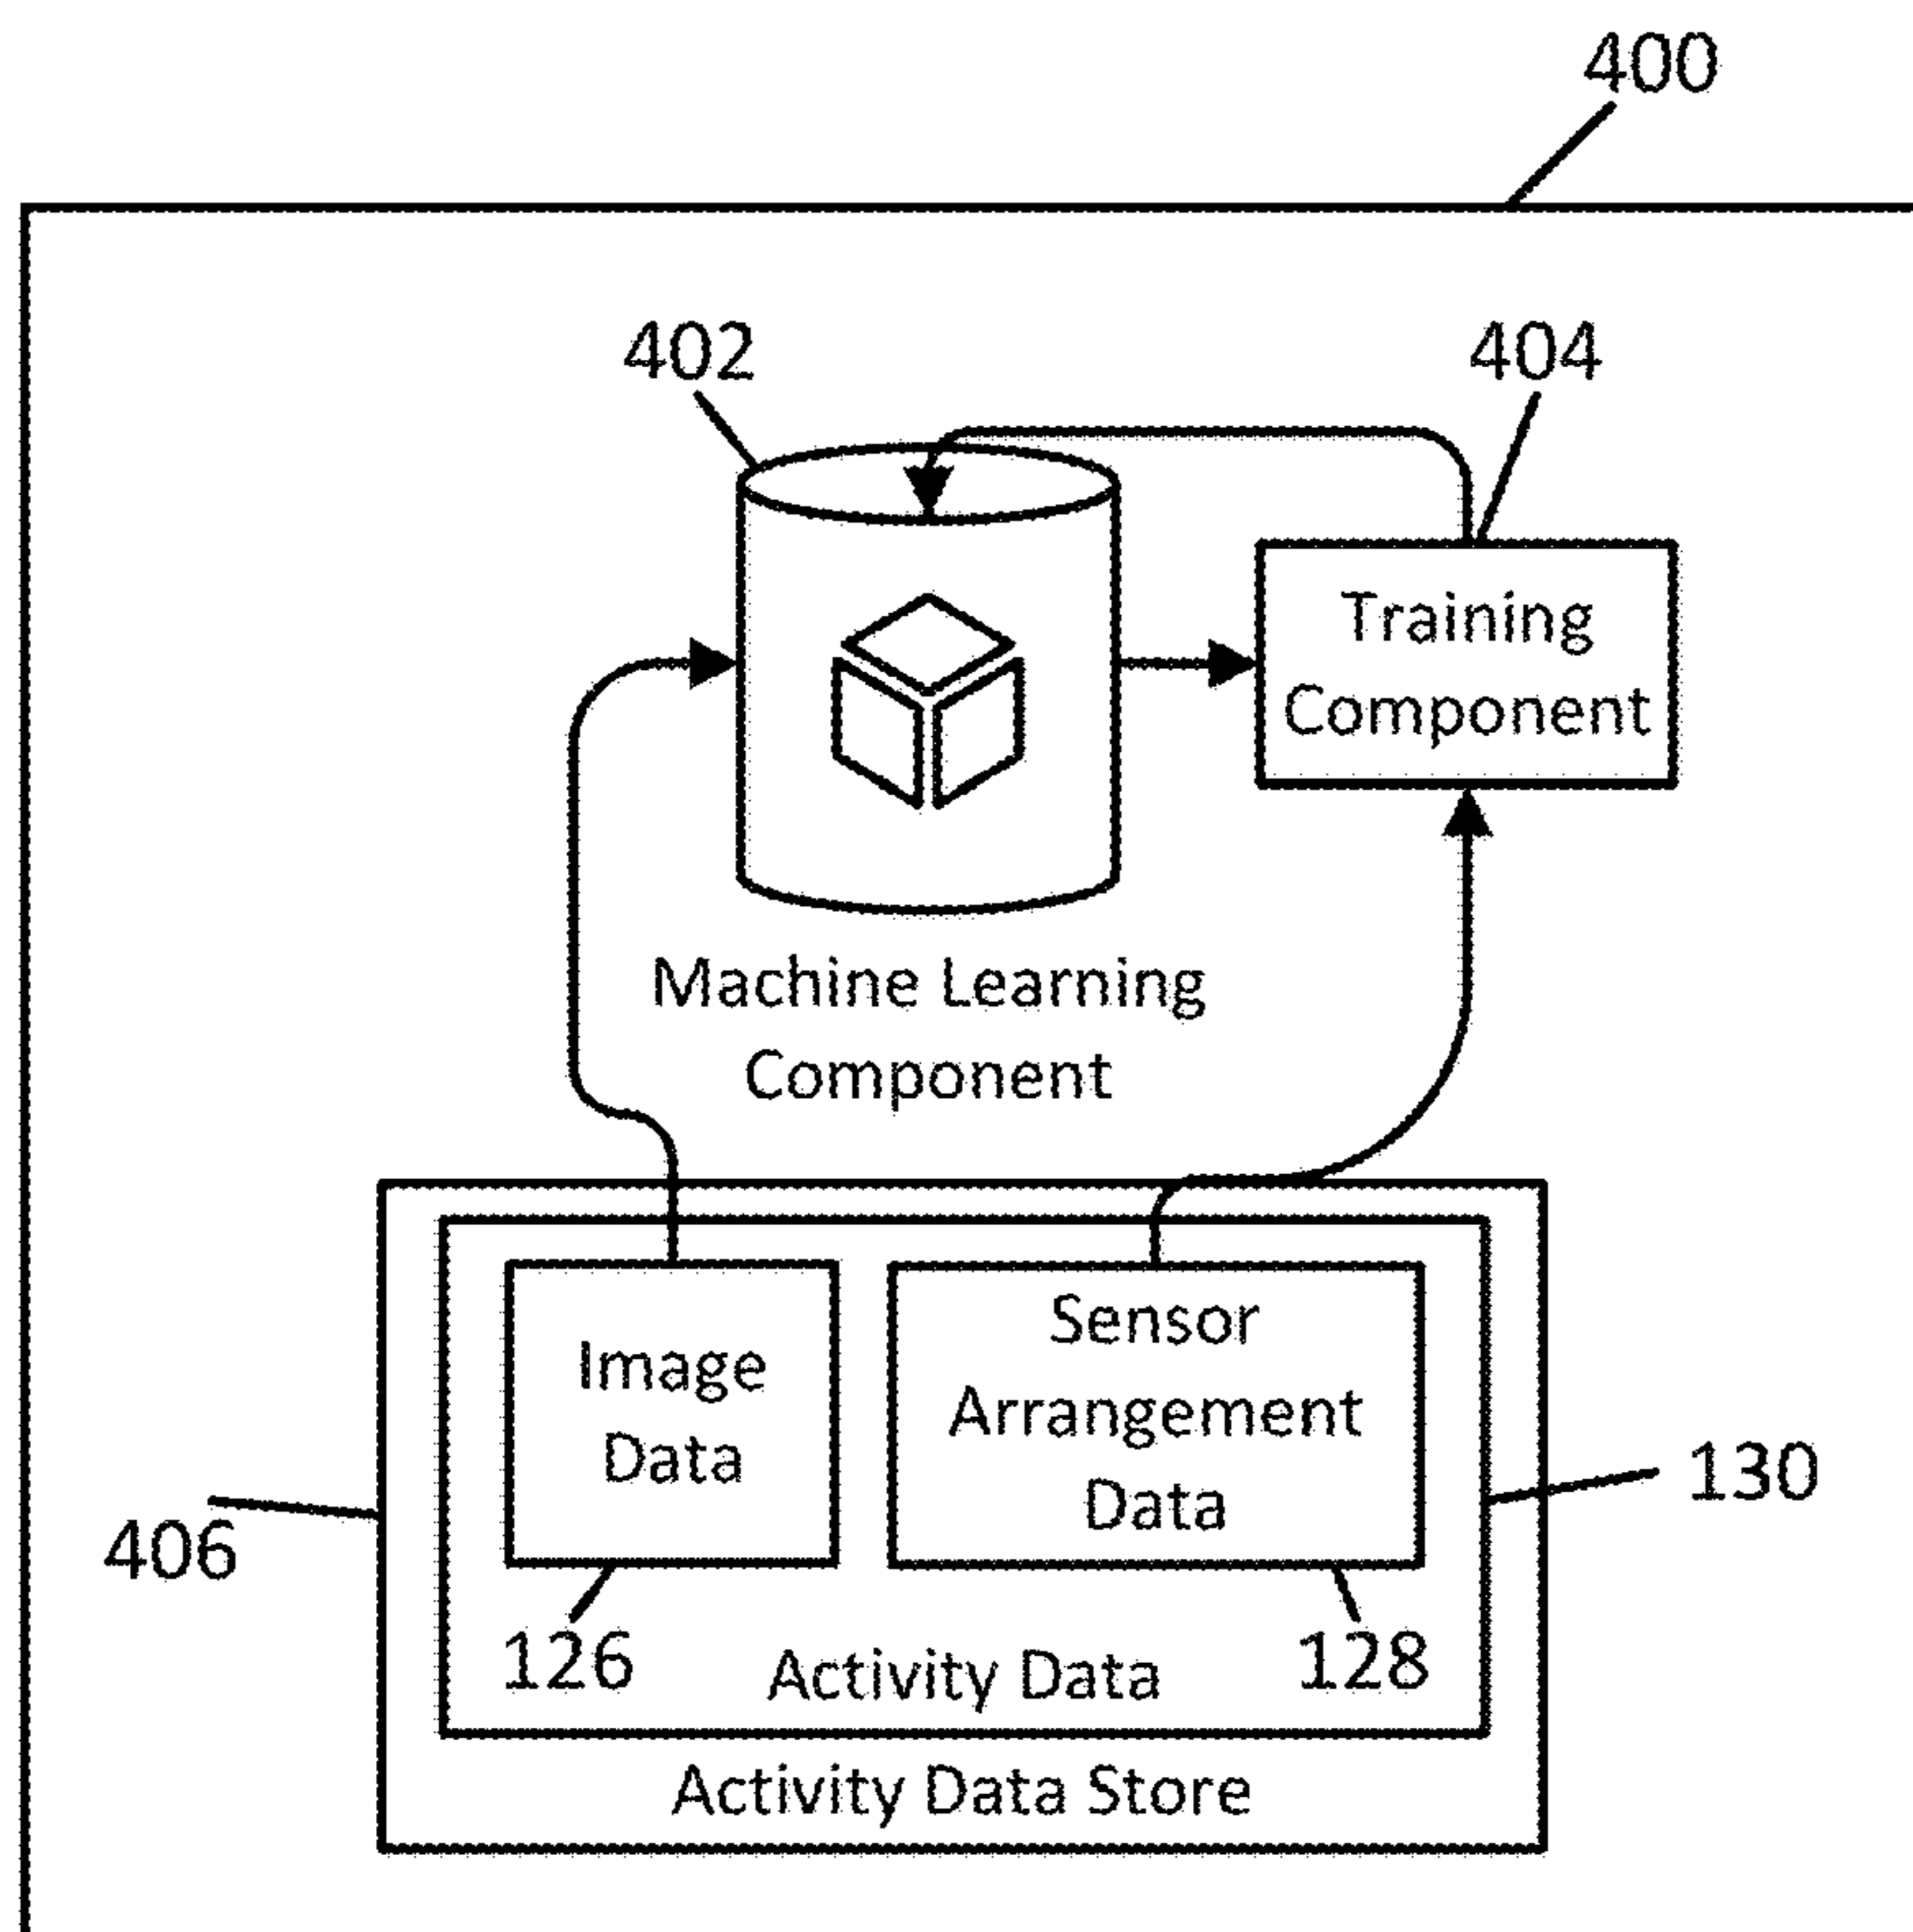 400
402
404
Training
Component
Machine Learning
Component
Image
Data
Sensor
Arrangement
Data
130
406
126
128
Activity Data
Activity Data Store